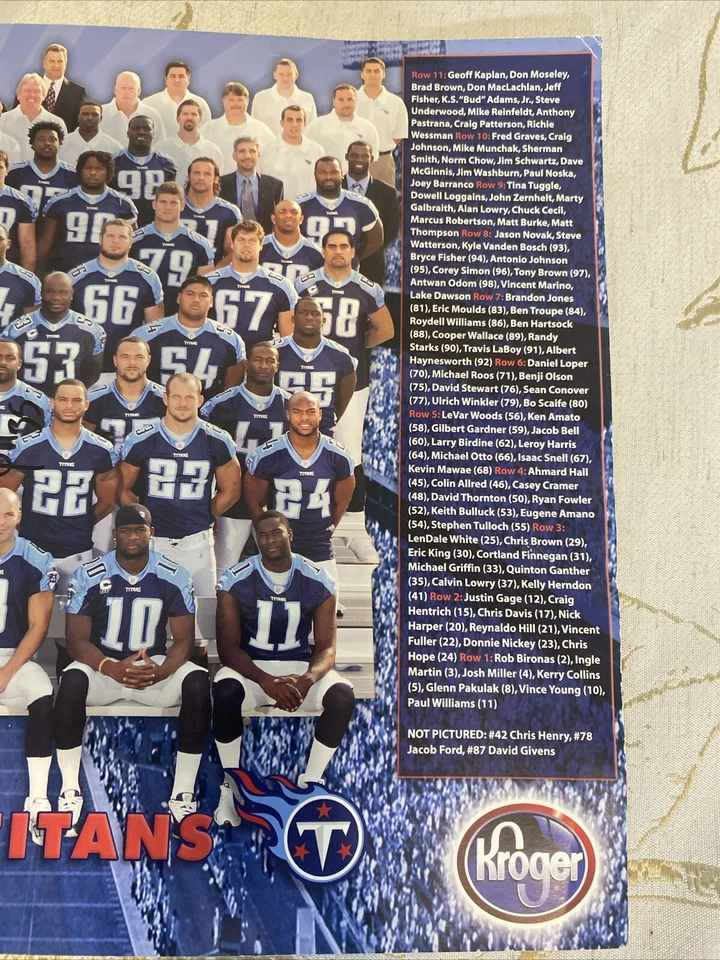 Row 11: Geoff Kaplan, Don Moseley,
Brad Brown, Don MacLachlan, Jeff
Fisher, K.S."Bud" Adams, Jr., Steve
Underwood, Mike Reinfeldt, Anthony
Pastrana, Craig Patterson, Richie
Wessman Row 10: Fred Graves, Craig
Johnson, Mike Munchak, Sherman
Smith, Norm Chow, Jim Schwartz, Dave
McGinnis, Jim Washburn, Paul Noska,
Joey Barranco Row 9: Tina Tuggle,
Dowell Loggains, John Zernhelt, Marty
Galbraith, Alan Lowry, Chuck Cecil,
Marcus Robertson, Matt Burke, Matt
Thompson Row 8: Jason Novak, Steve
Watterson, Kyle Vanden Bosch (93),
Bryce Fisher (94), Antonio Johnson
(95), Corey Simon (96), Tony Brown (97),
Antwan Odom (98), Vincent Marino,
Lake Dawson Row 7: Brandon Jones
(81), Eric Moulds (83), Ben Troupe (84),
Roydell Williams (86), Ben Hartsock
(88), Cooper Wallace (89), Randy
Starks (90), Travis LaBoy (91), Albert
Haynesworth (92) Row 6: Daniel Loper
(70), Michael Roos (71), Benji Olson
(75), David Stewart (76), Sean Conover
(77), Ulrich Winkler (79), Bo Scaife (80)
Row 5: LeVar Woods (56), Ken Amato
(58), Gilbert Gardner (59), Jacob Bell
(60), Larry Birdine (62), Leroy Harris
(64), Michael Otto (66), Isaac Snell (67),
Kevin Mawae (68) Row 4: Ahmard Hall
(45), Colin Allred (46), Casey Cramer
(48), David Thornton (50), Ryan Fowler
(52), Keith Bulluck (53), Eugene Amano
(54), Stephen Tulloch (55) Row 3:
LenDale White (25), Chris Brown (29),
Eric King (30), Cortland Finnegan (31),
Michael Griffin (33), Quinton Ganther
(35), Calvin Lowry (37), Kelly Herndon
(41) Row 2: Justin Gage (12), Craig
Hentrich (15), Chris Davis (17), Nick
Harper (20), Reynaldo Hill (21), Vincent
Fuller (22), Donnie Nickey (23), Chris
Hope (24) Row 1: Rob Bironas (2), Ingle
Martin (3), Josh Miller (4), Kerry Collins
(5), Glenn Pakulak (8), Vince Young (10),
Paul Williams (11)
NOT PICTURED: #42 Chris Henry, #78
Jacob Ford, #87 David Givens
98
90
79
66
67
68
53
54
55
22
23
24
10
11
TITANS
T
Kroger